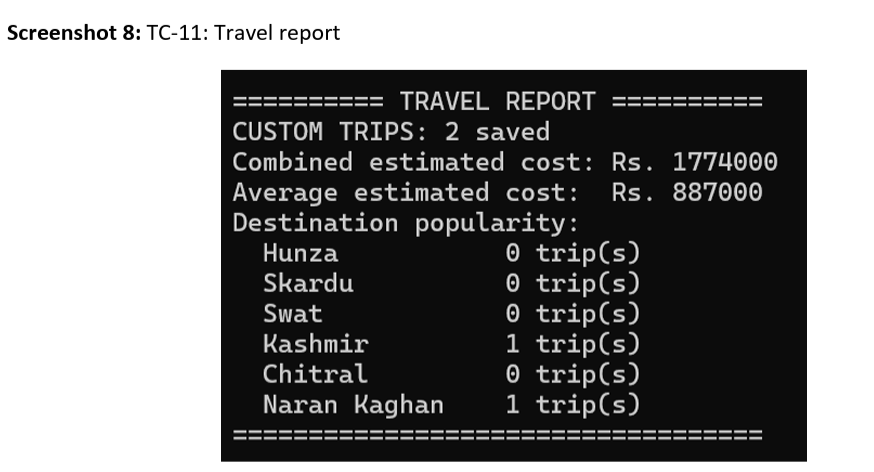 Screenshot 8: TC-11: Travel report
========== TRAVEL REPORT ==========
CUSTOM TRIPS: 2 saved
Combined estimated cost: Rs. 1774000
Average estimated cost:  Rs. 887000
Destination popularity:
  Hunza           0 trip(s)
  Skardu          0 trip(s)
  Swat            0 trip(s)
  Kashmir         1 trip(s)
  Chitral         0 trip(s)
  Naran Kaghan    1 trip(s)
===================================